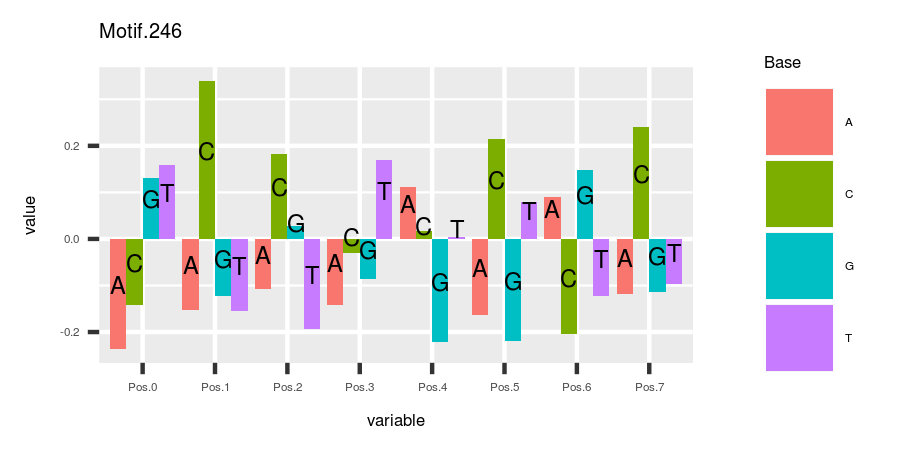 Motif.246
value
0.2
0.0
-0.2
A C G T A C G T A C G T A C G T A C G T A C G T A C G T A C G T
Pos.0 Pos.1 Pos.2 Pos.3 Pos.4 Pos.5 Pos.6 Pos.7
variable
Base
A
C
G
T